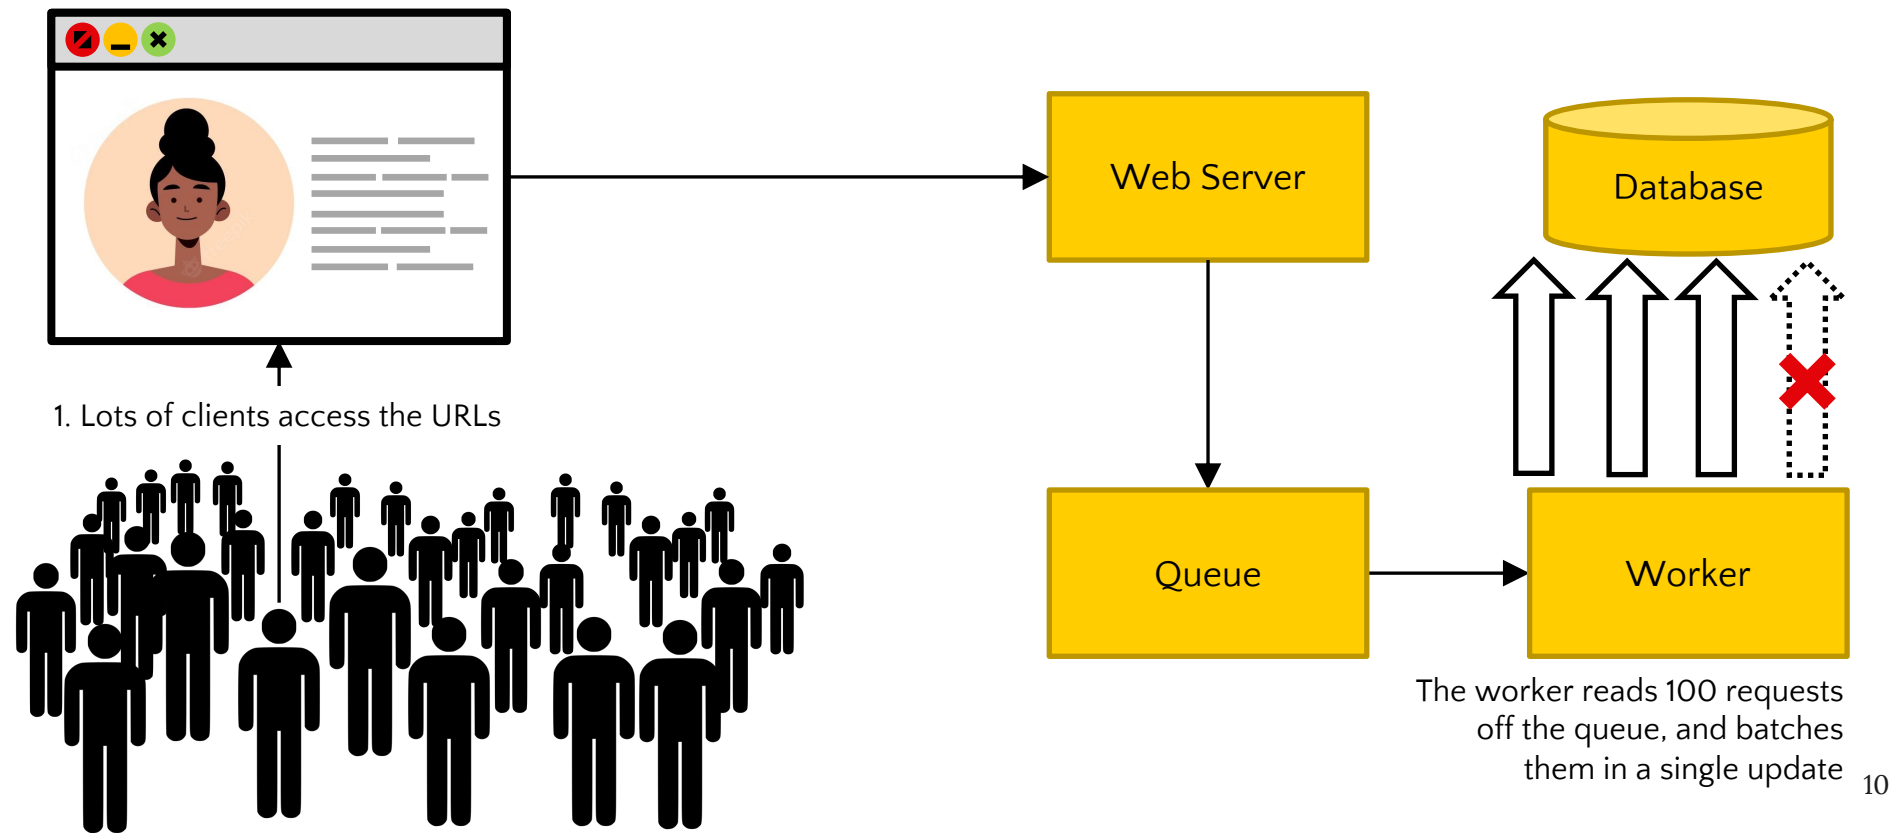 Web Server
Database
1. Lots of clients access the URLs
Queue
Worker
The worker reads 100 requests
off the queue, and batches
them in a single update
10